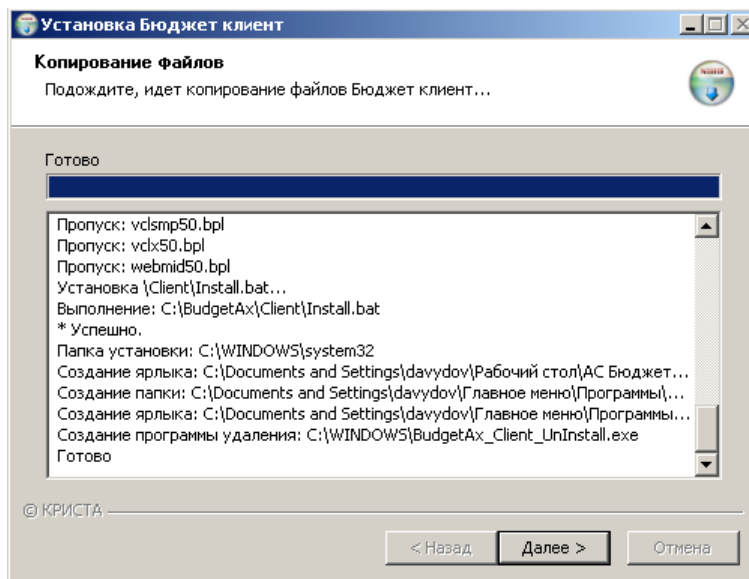 Установка Бюджет клиент
Копирование файлов
Подождите, идет копирование файлов Бюджет клиент...
Готово
Пропуск: vclsmp50.bpl
Пропуск: vclx50.bpl
Пропуск: webmid50.bpl
Установка \Client\Install.bat...
Выполнение: C:\BudgetAx\Client\Install.bat
* Успешно.
Папка установки: C:\WINDOWS\system32
Создание ярлыка: C:\Documents and Settings\davydov\Рабочий стол\АС Бюджет...
Создание папки: C:\Documents and Settings\davydov\Главное меню\Программы\...
Создание ярлыка: C:\Documents and Settings\davydov\Главное меню\Программы...
Создание программы удаления: C:\WINDOWS\BudgetAx_Client_UnInstall.exe
Готово
© КРИСТА
< Назад
Далее >
Отмена